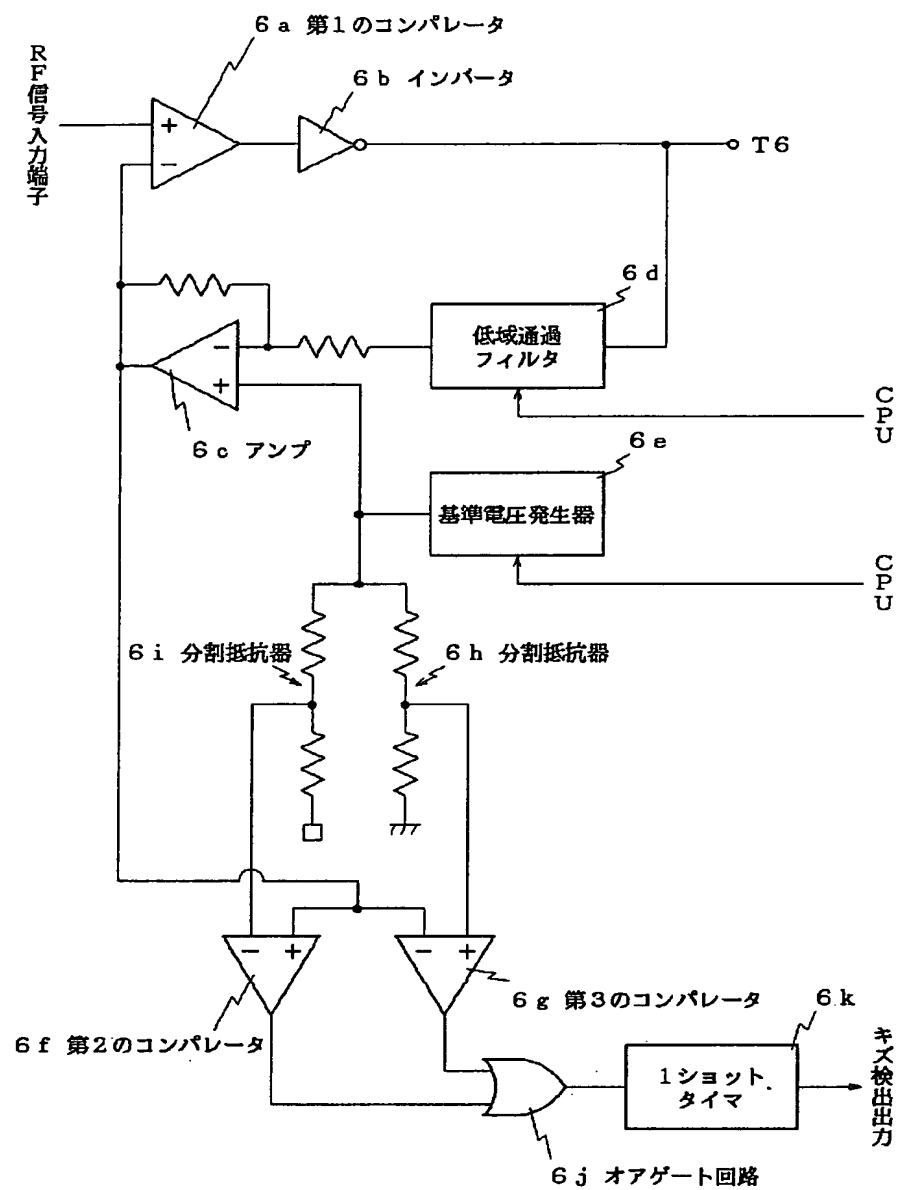 6a 第1のコンパレータ
RF信号入力端子
6b インバータ
+
−
T6
6d
低域通過
フィルタ
−
+
CPU
6c アンプ
6e
基準電圧発生器
CPU
6i 分割抵抗器
6h 分割抵抗器
− +
− +
6g 第3のコンパレータ
6f 第2のコンパレータ
6k
1ショット
タイマ
キズ検出出力
6j オアゲート回路